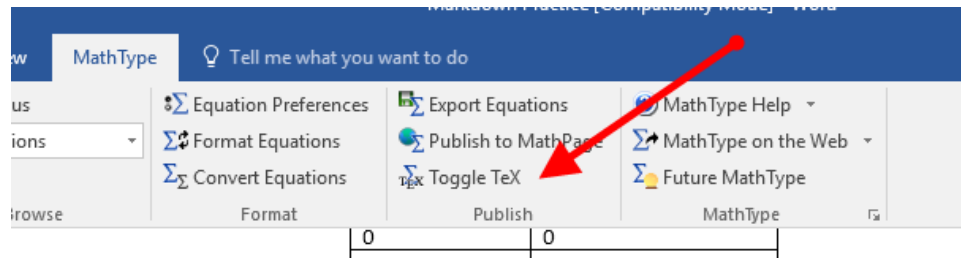 Markdown Practice [Compatibility Mode] - Word
ew MathType Tell me what you want to do
us Equation Preferences Export Equations MathType Help
ions Format Equations Publish to MathPage MathType on the Web
Convert Equations TEX Toggle TeX Future MathType
Browse Format Publish MathType
0 0